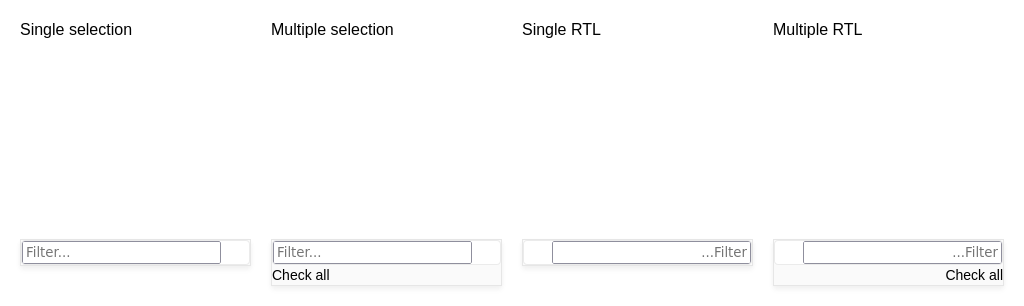 Single selection
Multiple selection
Single RTL
Multiple RTL
Filter...
Filter...
...Filter
...Filter
Check all
Check all